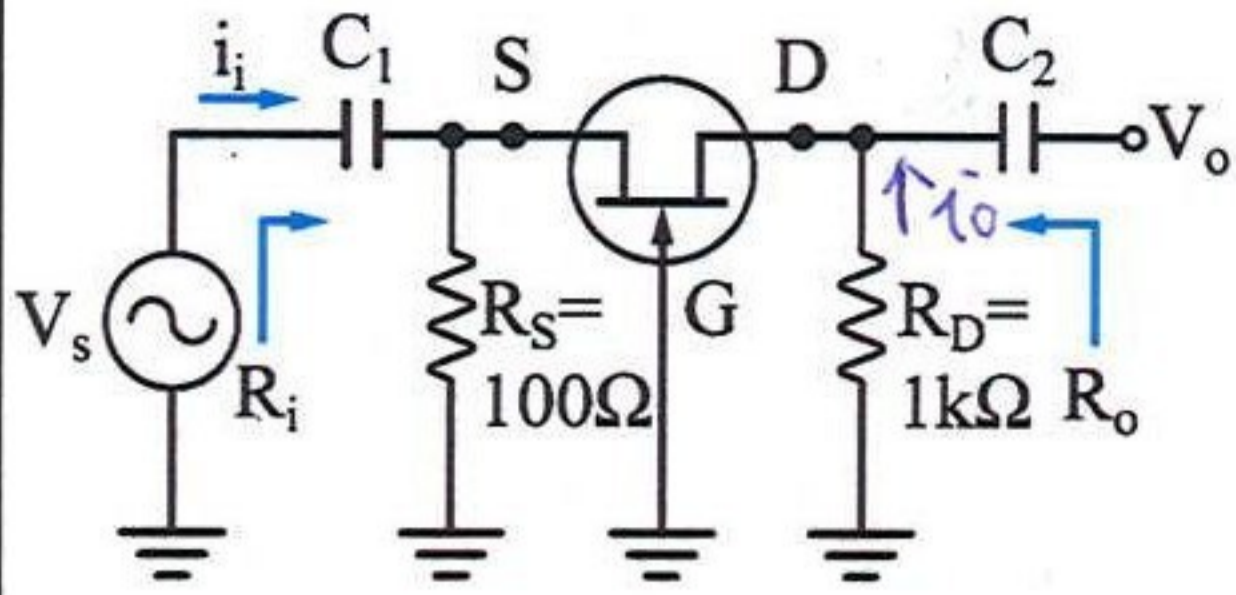 i_i
C_1
S
D
C_2
V_o
i_o
V_s
R_i
R_S=
100Ω
G
R_D=
1kΩ
R_o